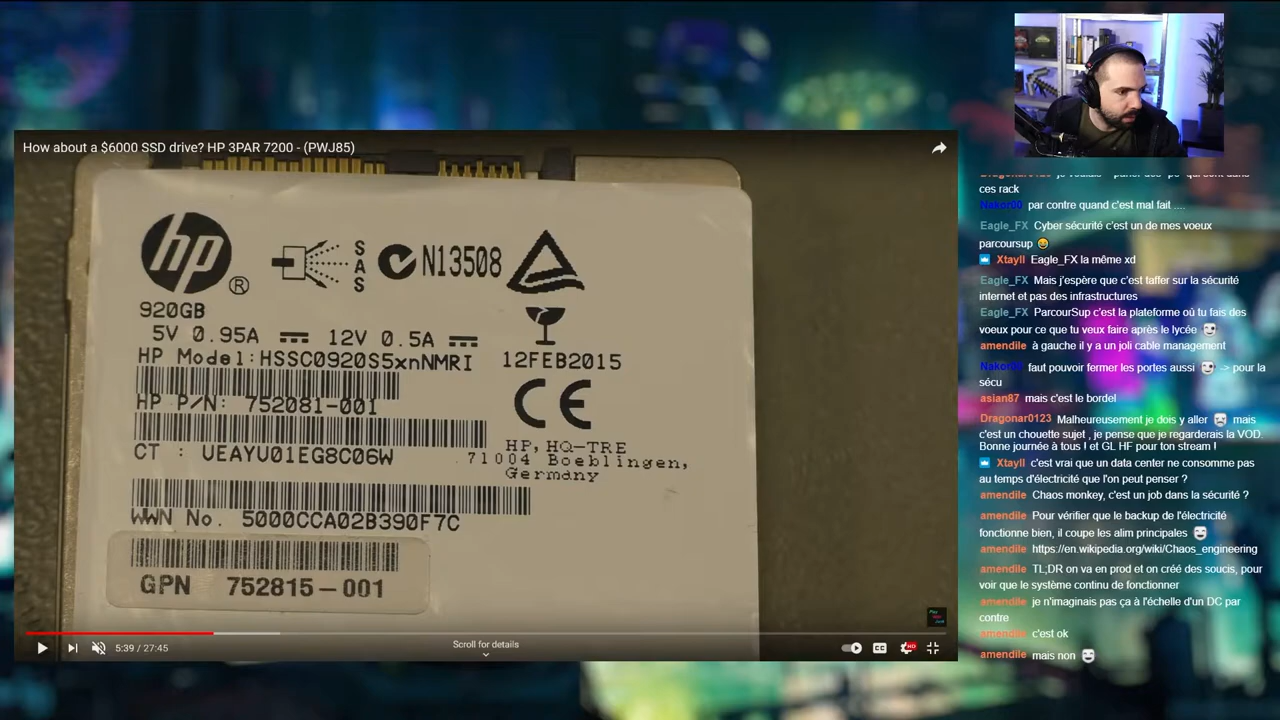 How about a $6000 SSD drive? HP 3PAR 7200 - (PWJ85)
hp
®
SAS
N13508
920GB
5V 0.95A 12V 0.5A
HP Model:HSSC0920S5xnNMRI
12FEB2015
HP P/N: 752081-001
CE
CT : UEAYU01EG8C06W
HP, HQ-TRE
71004 Boeblingen,
Germany
WWN No. 5000CCA02B390F7C
GPN 752815-001
5:39 / 27:45
Scroll for details
CC
HD
ces rack
Nakor00 par contre quand c'est mal fait ....
Eagle_FX Cyber sécurité c'est un de mes voeux
parcoursup
Xtayll Eagle_FX la même xd
Eagle_FX Mais j'espère que c'est taffer sur la sécurité
internet et pas des infrastructures
Eagle_FX ParcourSup c'est la plateforme où tu fais des
voeux pour ce que tu veux faire après le lycée
amendile à gauche il y a un joli cable management
Nakor00 faut pouvoir fermer les portes aussi -> pour la
sécu
asian87 mais c'est le bordel
Dragonar0123 Malheureusement je dois y aller mais
c'est un chouette sujet , je pense que je regarderais la VOD.
Bonne journée à tous ! et GL HF pour ton stream !
Xtayll c'est vrai que un data center ne consomme pas
au temps d'électricité que l'on peut penser ?
amendile Chaos monkey, c'est un job dans la sécurité ?
amendile Pour vérifier que le backup de l'électricité
fonctionne bien, il coupe les alim principales
amendile https://en.wikipedia.org/wiki/Chaos_engineering
amendile TL;DR on va en prod et on créé des soucis, pour
voir que le système continu de fonctionner
amendile je n'imaginais pas ça à l'échelle d'un DC par
contre
amendile c'est ok
amendile mais non